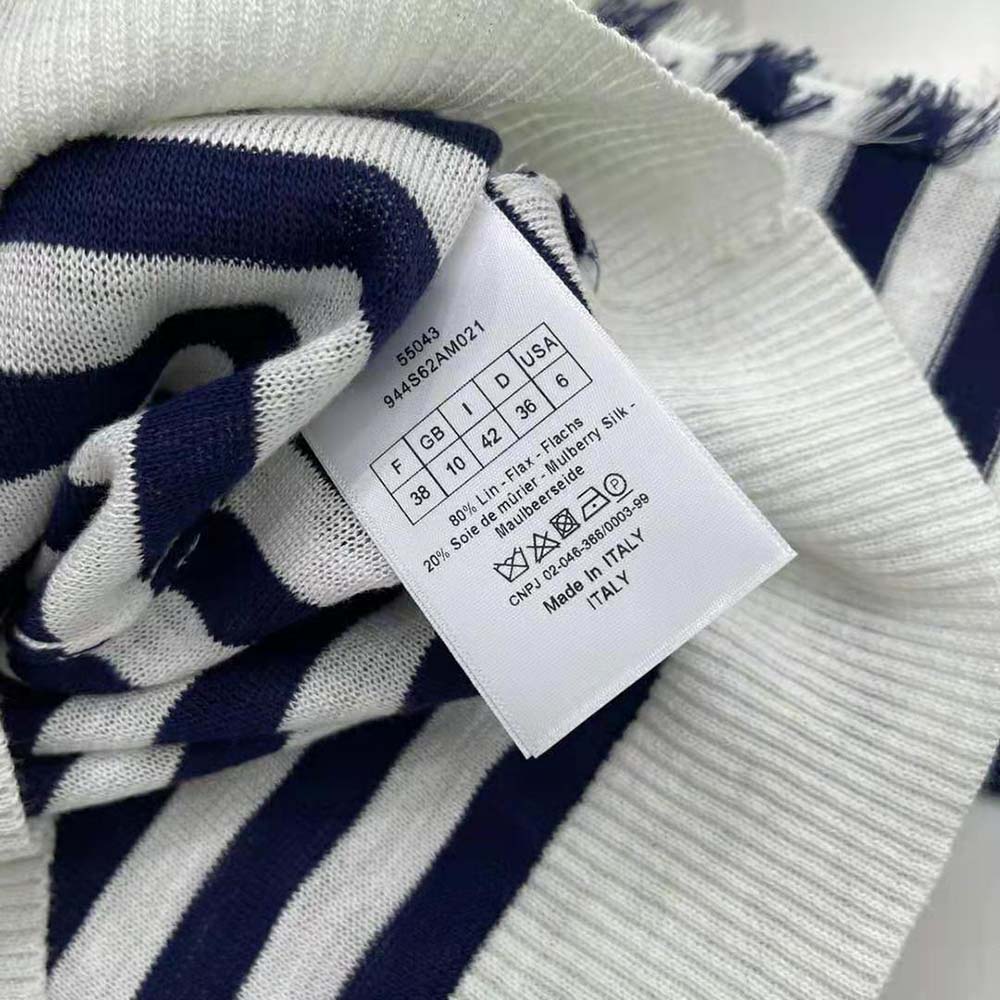 55043
944S62AM021
F GB I D USA
38 10 42 36 6
80% Lin - Flax - Flachs
20% Soie de mûrier - Mulberry Silk -
Maulbeerseide
P
CNPJ 02-046-366/0003-99
Made In ITALY
ITALY